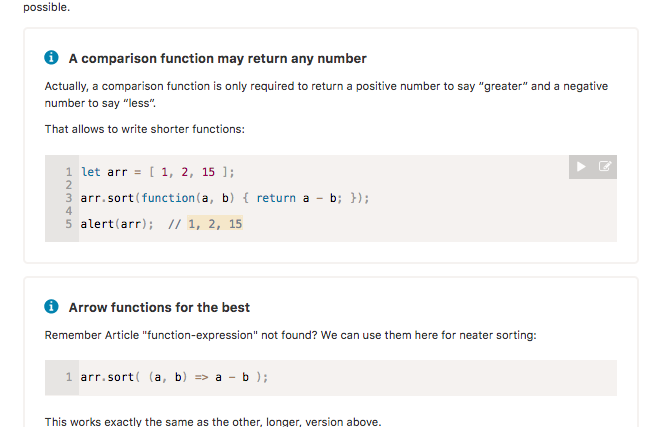 possible.
A comparison function may return any number
Actually, a comparison function is only required to return a positive number to say “greater” and a negative
number to say “less”.
That allows to write shorter functions:
1 let arr = [ 1, 2, 15 ];
2
3 arr.sort(function(a, b) { return a - b; });
4
5 alert(arr);  // 1, 2, 15
Arrow functions for the best
Remember Article "function-expression" not found? We can use them here for neater sorting:
1 arr.sort( (a, b) => a - b );
This works exactly the same as the other, longer, version above.